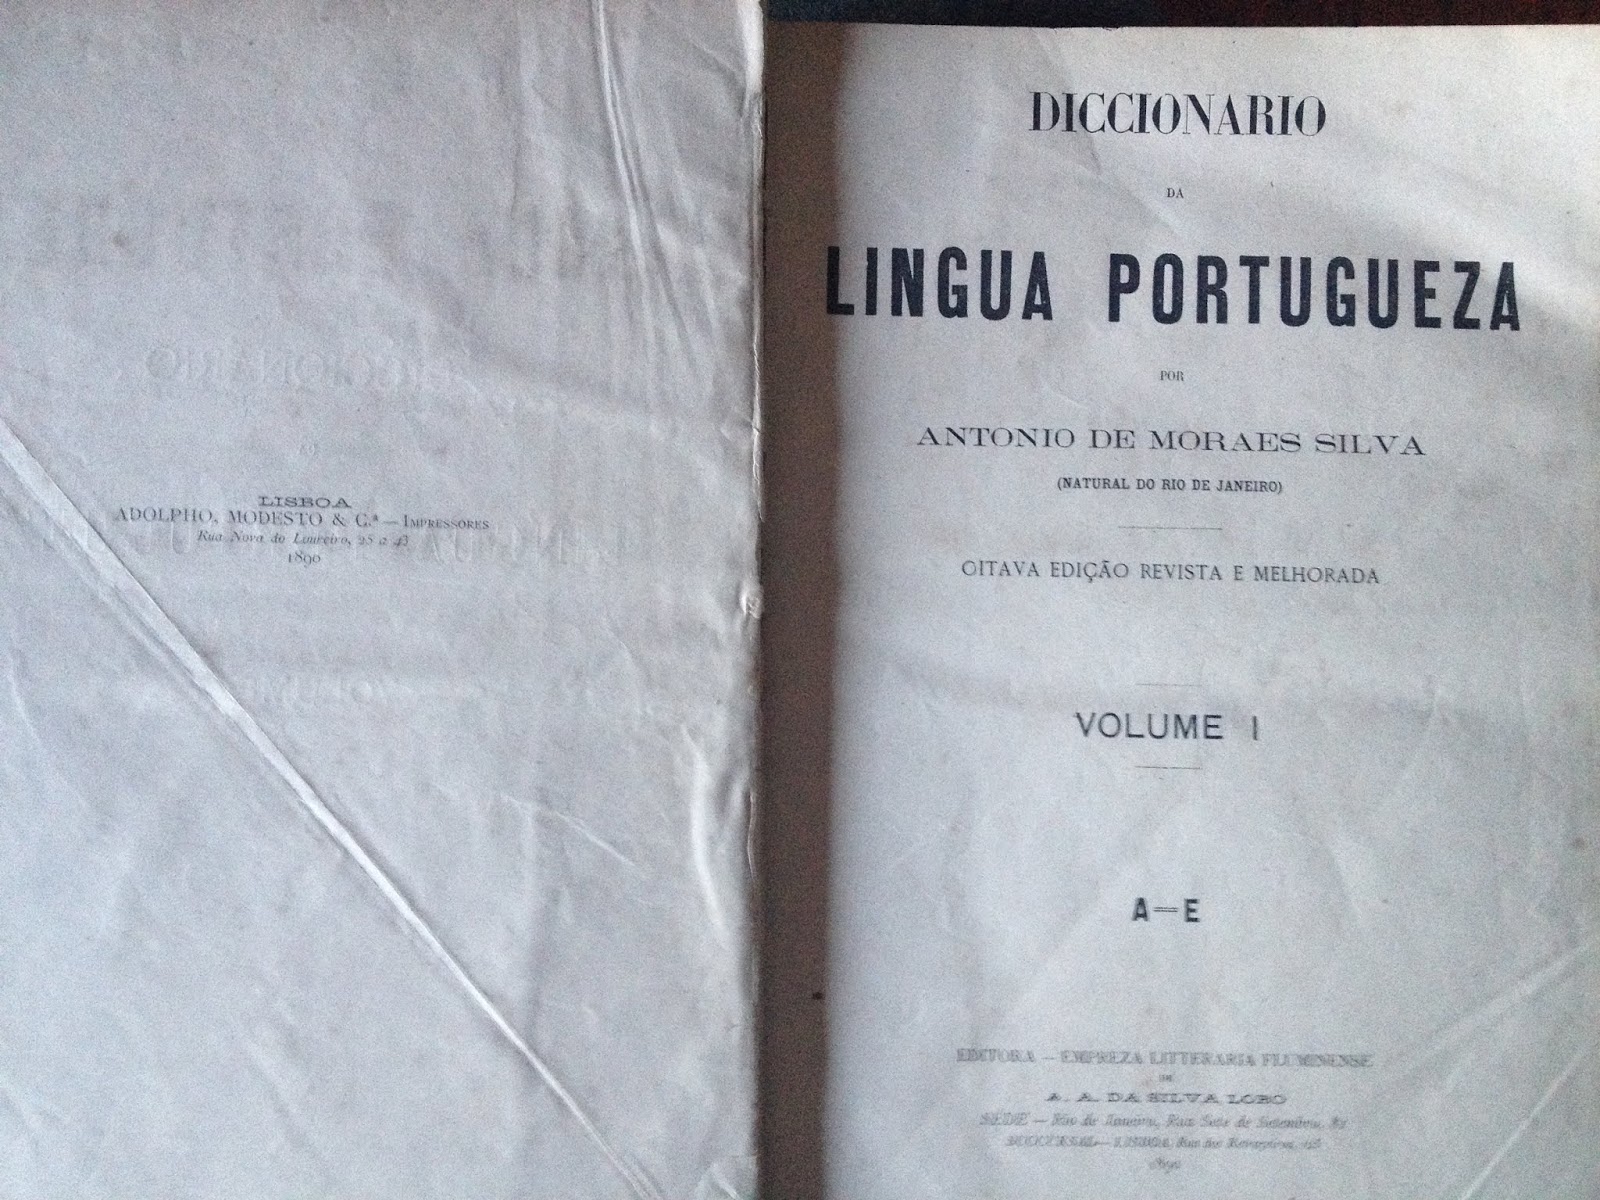 LISBOA
ADOLPHO, MODESTO & C.ª — IMPRESSORES
Rua Nova do Loureiro, 25 a 43
1890
DICCIONARIO
DA
LINGUA PORTUGUEZA
POR
ANTONIO DE MORAES SILVA
(NATURAL DO RIO DE JANEIRO)
OITAVA EDIÇÃO REVISTA E MELHORADA
VOLUME I
A—E
EDITORA — EMPREZA LITTERARIA FLUMINENSE
DE
A. A. DA SILVA LOBO
SEDE — Rio de Janeiro, Rua Sete de Setembro,
SUCCURSAL — LISBOA, Rua dos